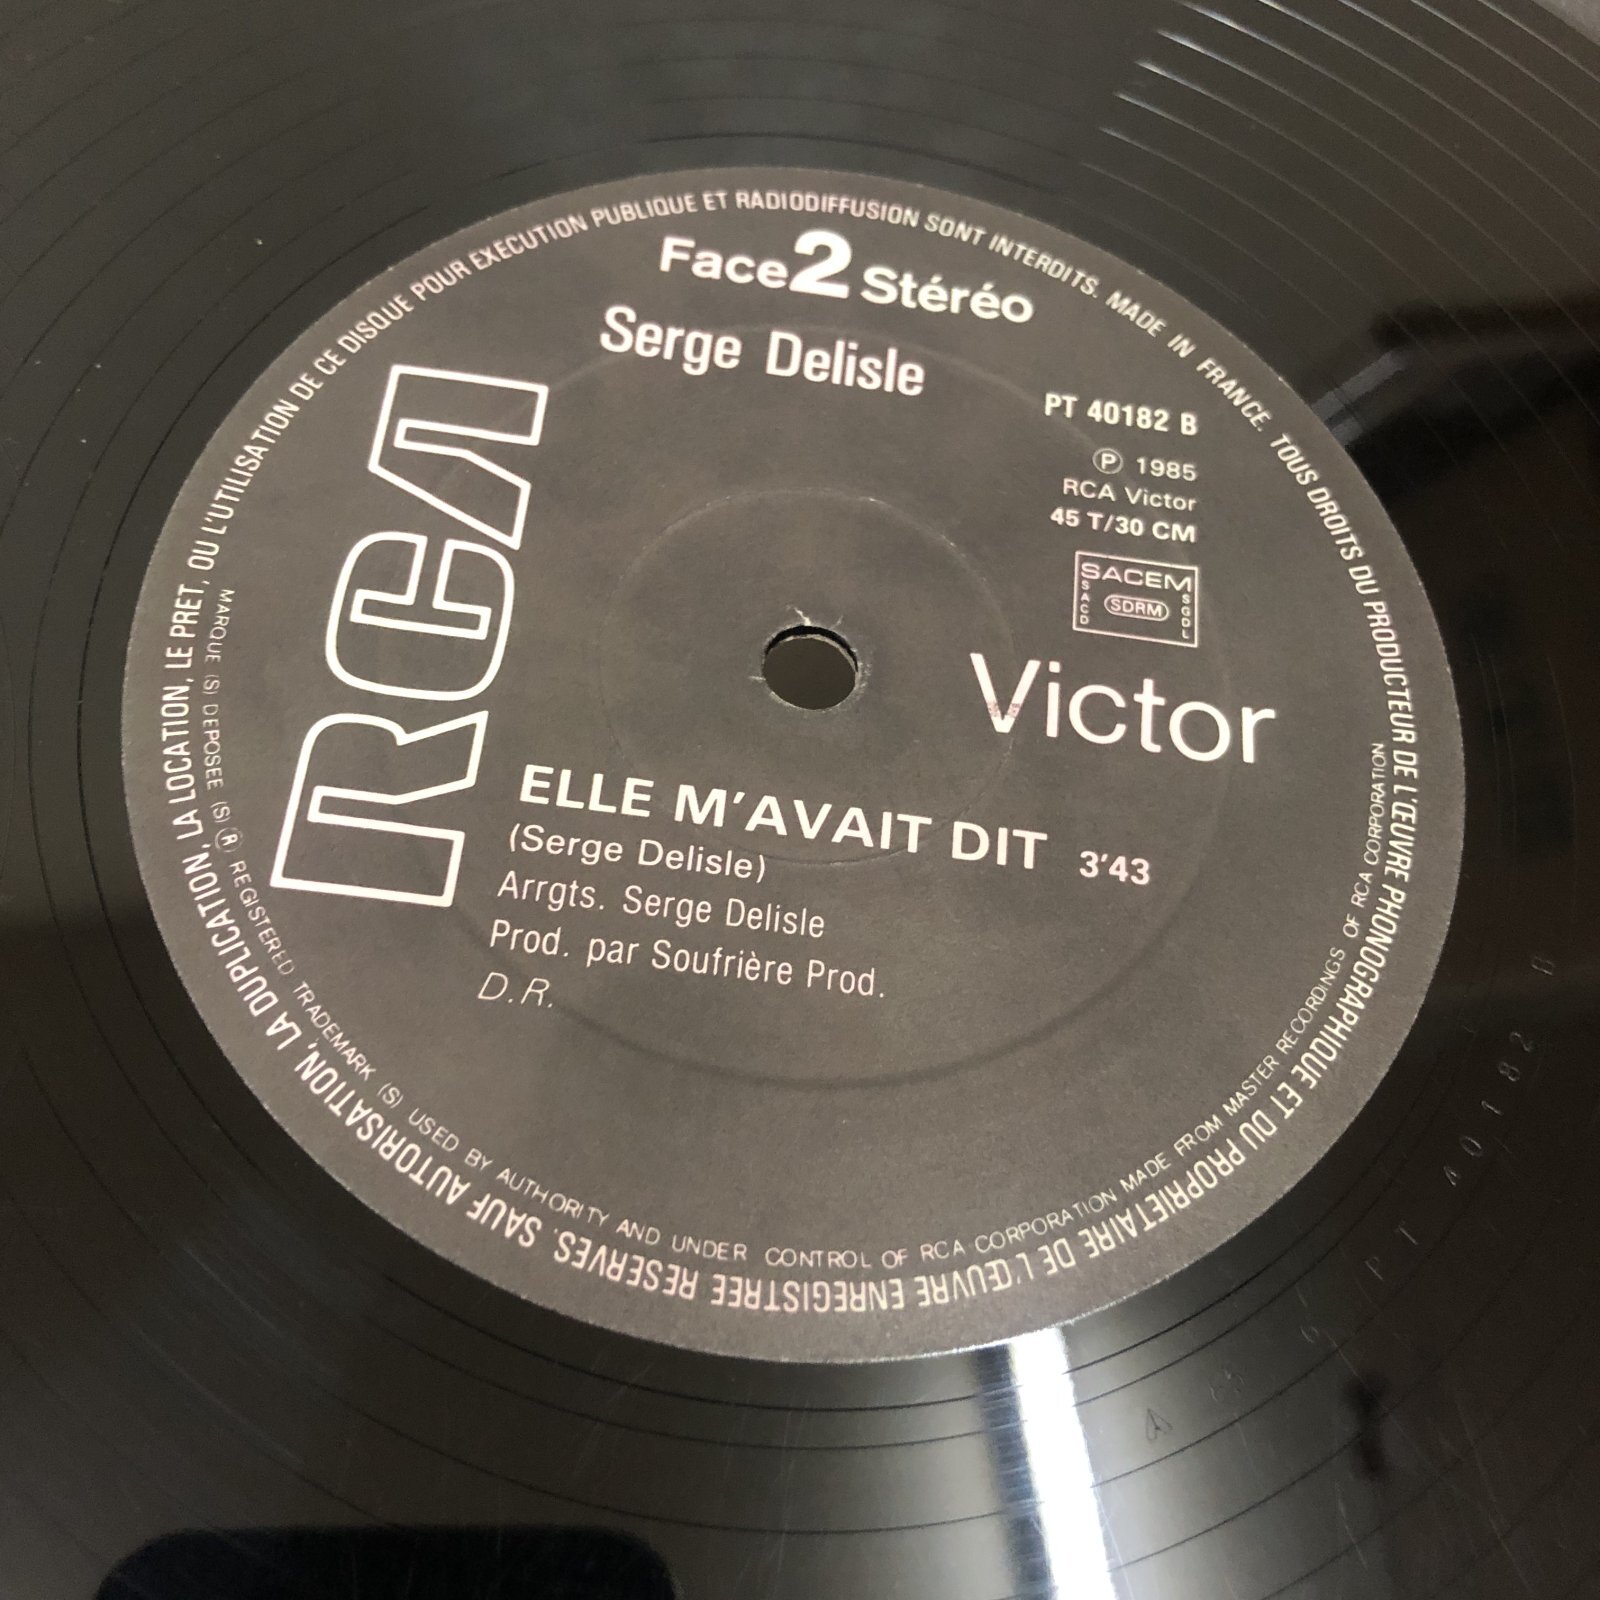 Face 2 Stéréo
Serge Delisle
PT 40182 B
Ⓟ 1985
RCA Victor
45 T/30 CM
SACEM
SACD
SDRM
SGDL
RCA
Victor
ELLE M'AVAIT DIT 3'43
(Serge Delisle)
Arrgts. Serge Delisle
Prod. par Soufrière Prod.
D.R.
MADE IN FRANCE. TOUS DROITS DU PRODUCTEUR DE L'ŒUVRE PHONOGRAPHIQUE ET DU PROPRIETAIRE DE L'ŒUVRE ENREGISTREE RESERVES. SAUF AUTORISATION, LA DUPLICATION, LA LOCATION, LE PRET, OU L'UTILISATION DE CE DISQUE POUR EXECUTION PUBLIQUE ET RADIODIFFUSION SONT INTERDITS.
MARQUE (S) DEPOSEE (S) ® REGISTERED TRADEMARK (S) USED BY AUTHORITY AND UNDER CONTROL OF RCA CORPORATION MADE FROM MASTER RECORDINGS OF RCA CORPORATION
PT 40182 B